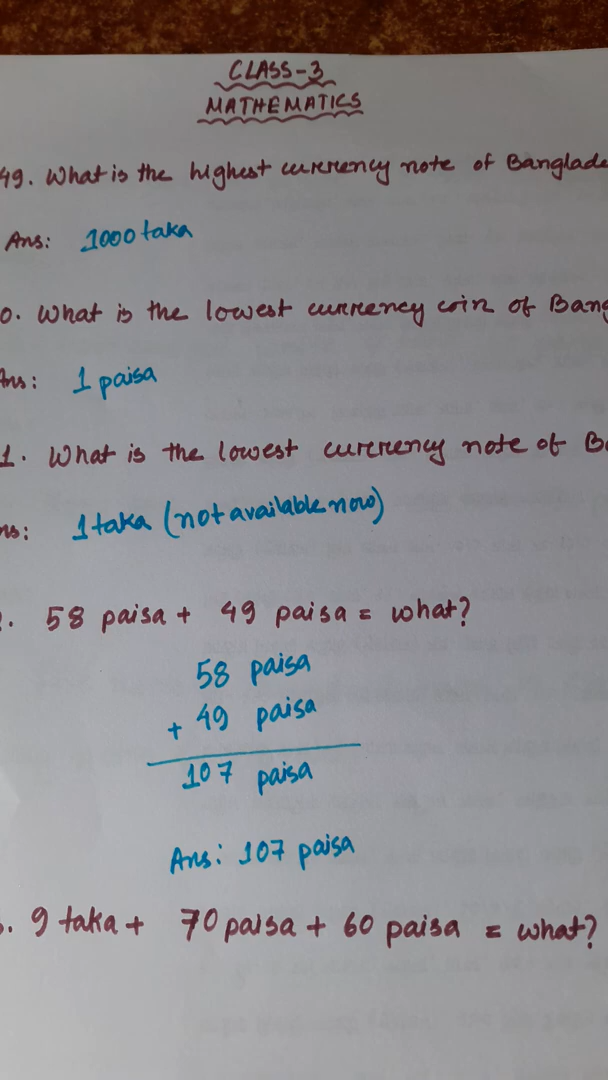 CLASS-3
MATHEMATICS
49. What is the highest currency note of Banglade
Ans: 1000 taka
0. What is the lowest currency coin of Bang
Ans: 1 paisa
1. What is the lowest currency note of B
ns: 1 taka (not available now)
. 58 paisa + 49 paisa = what?
58 paisa
+ 49 paisa
107 paisa
Ans: 107 paisa
. 9 taka + 70 paisa + 60 paisa = what?